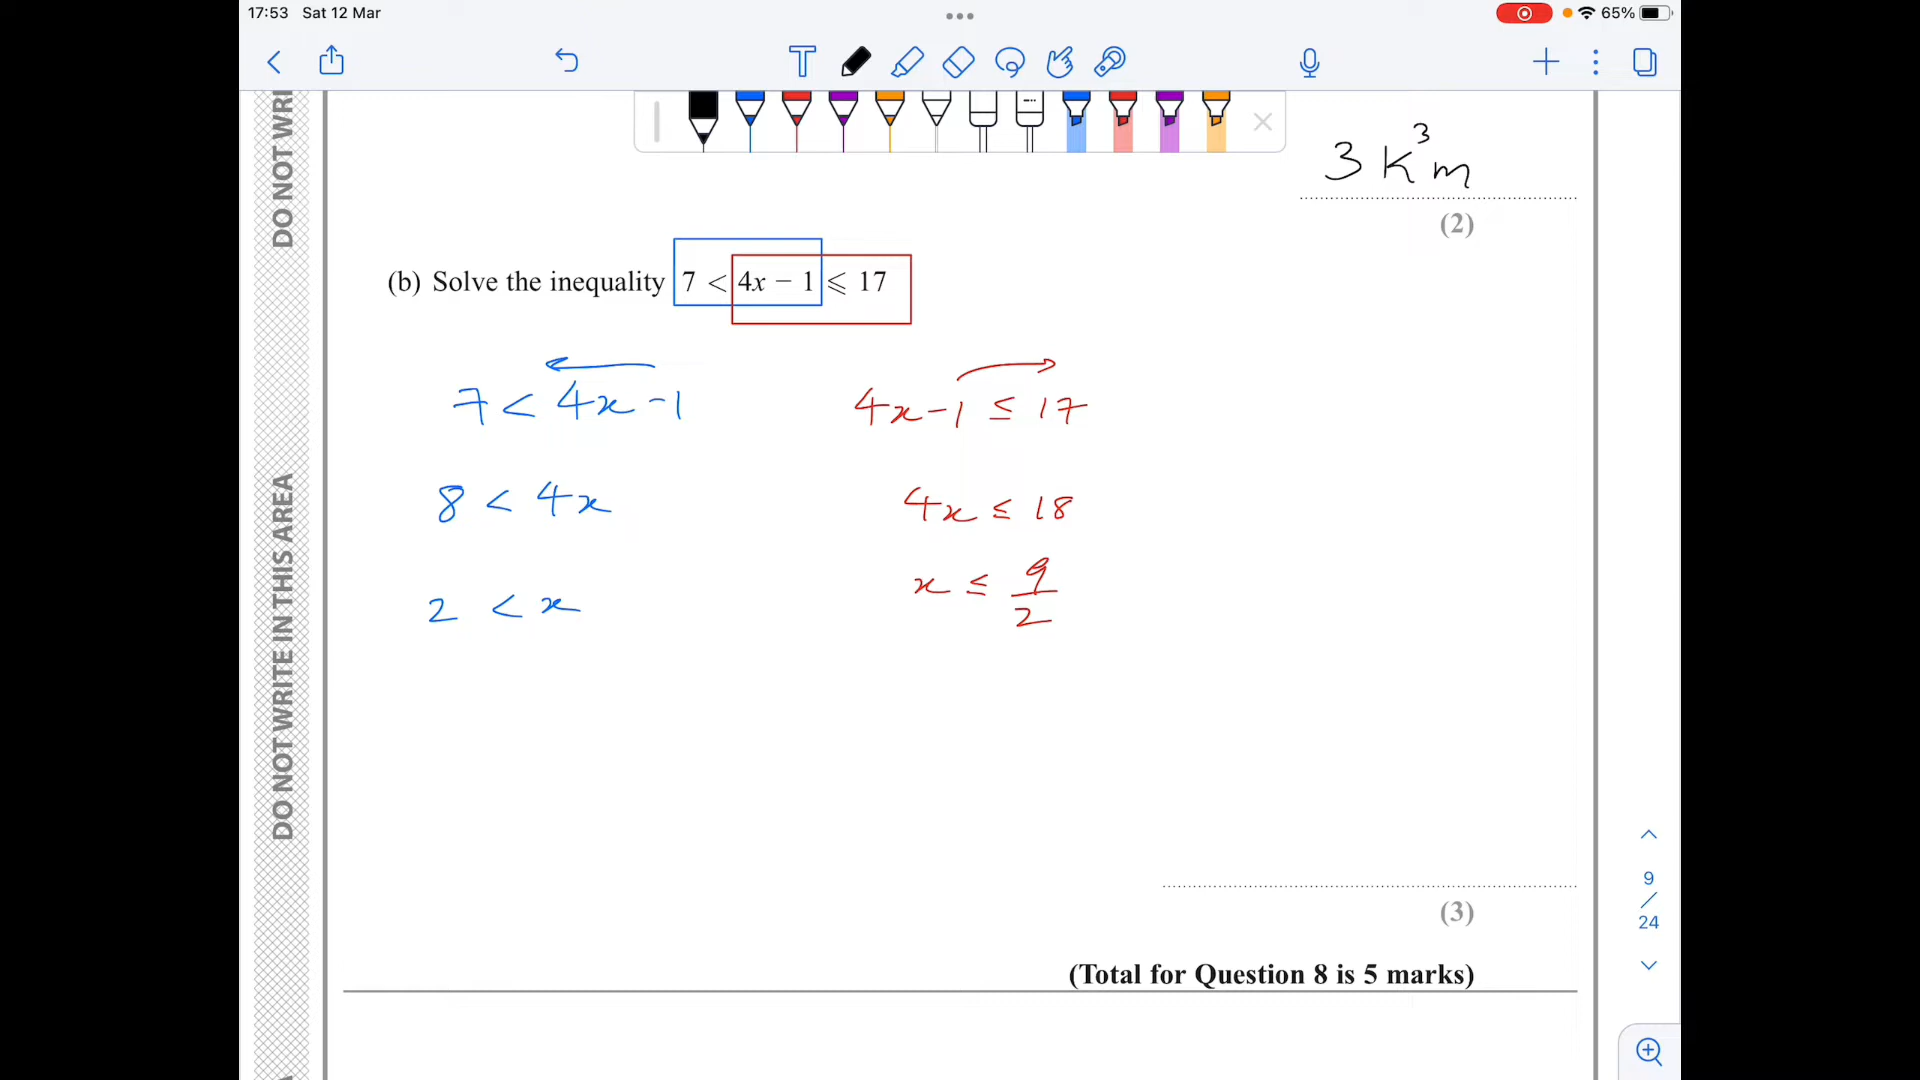 17:53 Sat 12 Mar
65%
DO NOT WRI
3 K³m
(2)
(b) Solve the inequality 7 < 4x − 1 ⩽ 17
7 < 4x -1
4x-1 ≤ 17
8 < 4x
4x ≤ 18
2 < x
x ≤ 9/2
DO NOT WRITE IN THIS AREA
9
/
24
(3)
(Total for Question 8 is 5 marks)